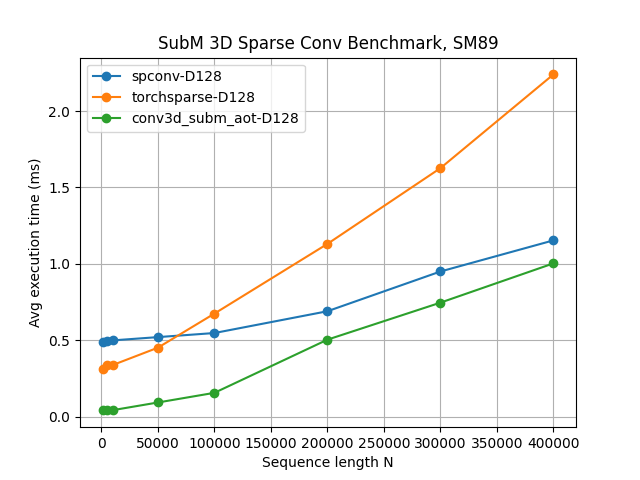 SubM 3D Sparse Conv Benchmark, SM89
spconv-D128
torchsparse-D128
conv3d_subm_aot-D128
Avg execution time (ms)
2.0
1.5
1.0
0.5
0.0
0 50000 100000 150000 200000 250000 300000 350000 400000
Sequence length N